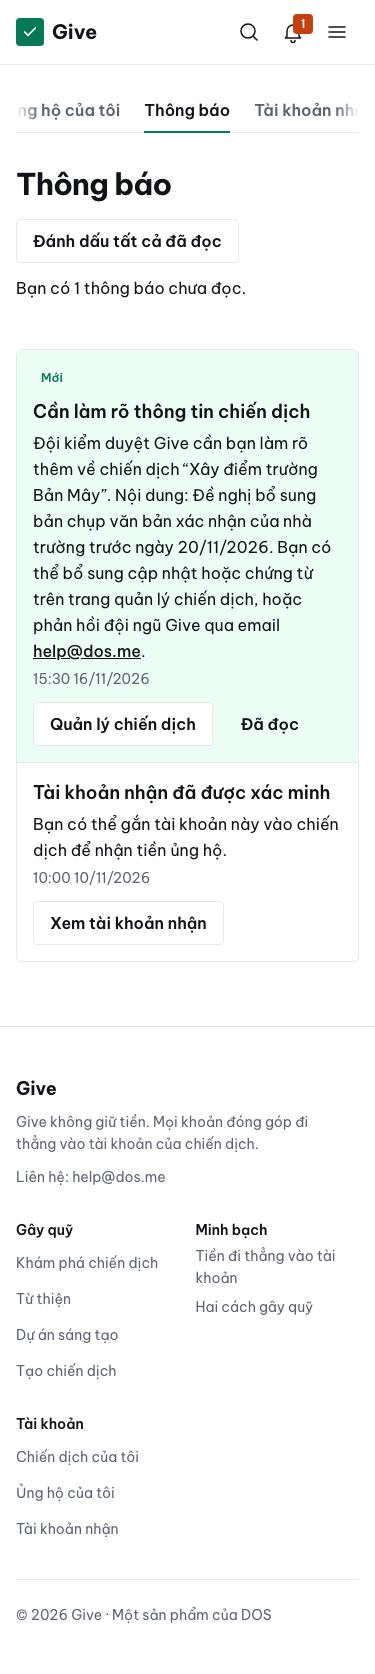 Give
1
ng hộ của tôi
Thông báo
Tài khoản nh
Thông báo
Đánh dấu tất cả đã đọc
Bạn có 1 thông báo chưa đọc.
Mới
Cần làm rõ thông tin chiến dịch
Đội kiểm duyệt Give cần bạn làm rõ
thêm về chiến dịch “Xây điểm trường
Bản Mây”. Nội dung: Đề nghị bổ sung
bản chụp văn bản xác nhận của nhà
trường trước ngày 20/11/2026. Bạn có
thể bổ sung cập nhật hoặc chứng từ
trên trang quản lý chiến dịch, hoặc
phản hồi đội ngũ Give qua email
help@dos.me.
15:30 16/11/2026
Quản lý chiến dịch
Đã đọc
Tài khoản nhận đã được xác minh
Bạn có thể gắn tài khoản này vào chiến
dịch để nhận tiền ủng hộ.
10:00 10/11/2026
Xem tài khoản nhận
Give
Give không giữ tiền. Mọi khoản đóng góp đi
thẳng vào tài khoản của chiến dịch.
Liên hệ: help@dos.me
Gây quỹ
Khám phá chiến dịch
Từ thiện
Dự án sáng tạo
Tạo chiến dịch
Minh bạch
Tiền đi thẳng vào tài
khoản
Hai cách gây quỹ
Tài khoản
Chiến dịch của tôi
Ủng hộ của tôi
Tài khoản nhận
© 2026 Give · Một sản phẩm của DOS